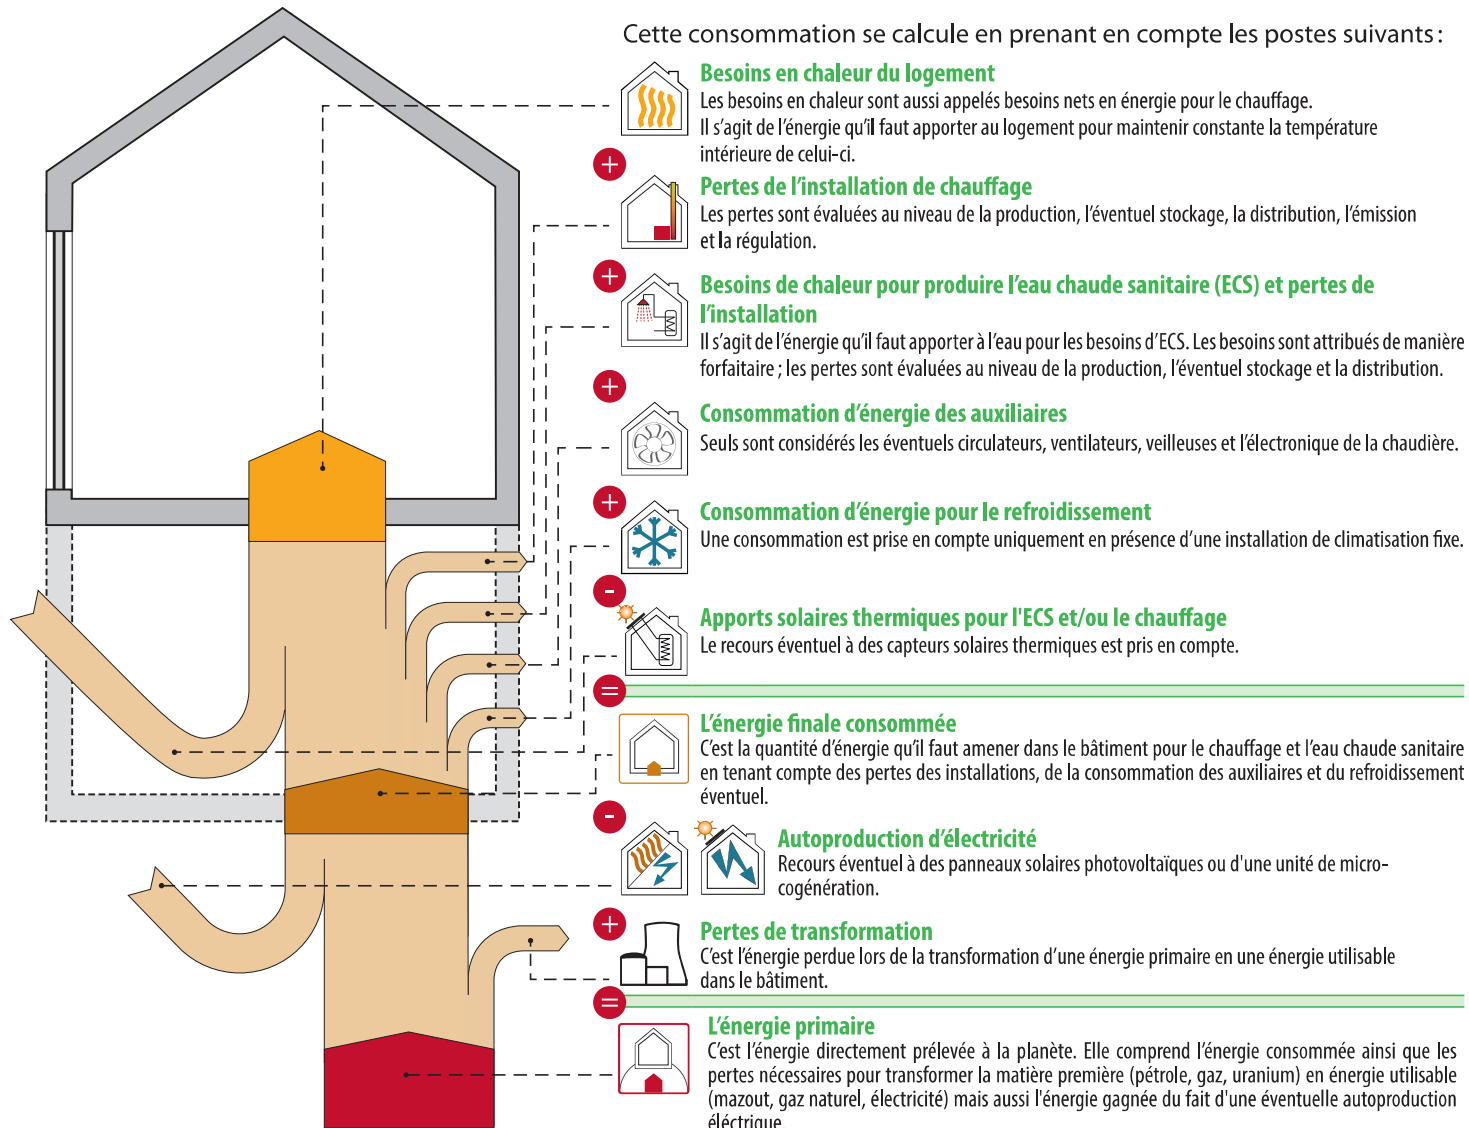 Cette consommation se calcule en prenant en compte les postes suivants :
Besoins en chaleur du logement
Les besoins en chaleur sont aussi appelés besoins nets en énergie pour le chauffage.
Il s’agit de l’énergie qu’il faut apporter au logement pour maintenir constante la température
intérieure de celui-ci.
+
Pertes de l’installation de chauffage
Les pertes sont évaluées au niveau de la production, l’éventuel stockage, la distribution, l’émission
et la régulation.
+
Besoins de chaleur pour produire l’eau chaude sanitaire (ECS) et pertes de
l’installation
Il s’agit de l’énergie qu’il faut apporter à l’eau pour les besoins d’ECS. Les besoins sont attribués de manière
forfaitaire ; les pertes sont évaluées au niveau de la production, l’éventuel stockage et la distribution.
+
Consommation d’énergie des auxiliaires
Seuls sont considérés les éventuels circulateurs, ventilateurs, veilleuses et l’électronique de la chaudière.
+
Consommation d’énergie pour le refroidissement
Une consommation est prise en compte uniquement en présence d’une installation de climatisation fixe.
-
Apports solaires thermiques pour l'ECS et/ou le chauffage
Le recours éventuel à des capteurs solaires thermiques est pris en compte.
=
L’énergie finale consommée
C’est la quantité d’énergie qu’il faut amener dans le bâtiment pour le chauffage et l’eau chaude sanitaire
en tenant compte des pertes des installations, de la consommation des auxiliaires et du refroidissement
éventuel.
-
Autoproduction d’électricité
Recours éventuel à des panneaux solaires photovoltaïques ou d'une unité de micro-
cogénération.
+
Pertes de transformation
C’est l’énergie perdue lors de la transformation d’une énergie primaire en une énergie utilisable
dans le bâtiment.
=
L’énergie primaire
C’est l’énergie directement prélevée à la planète. Elle comprend l’énergie consommée ainsi que les
pertes nécessaires pour transformer la matière première (pétrole, gaz, uranium) en énergie utilisable
(mazout, gaz naturel, électricité) mais aussi l'énergie gagnée du fait d'une éventuelle autoproduction
éléctrique.